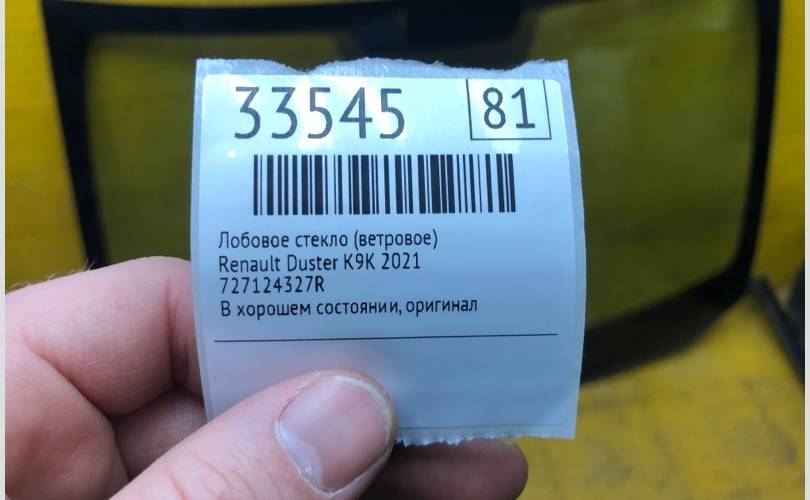 33545 81
Лобовое стекло (ветровое)
Renault Duster K9K 2021
727124327R
В хорошем состоянии, оригинал